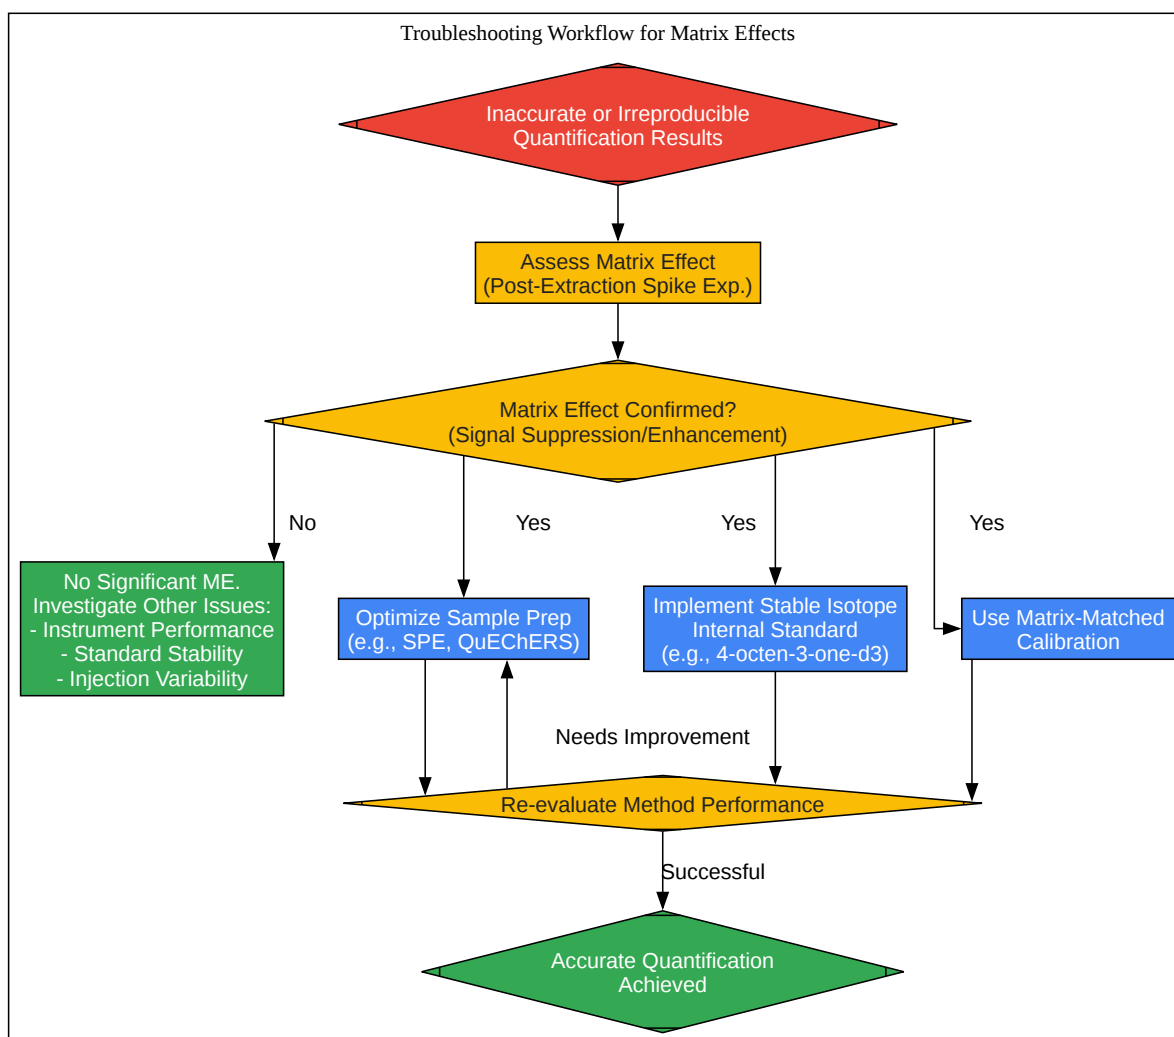 Troubleshooting Workflow for Matrix Effects
Inaccurate or Irreproducible
Quantification Results
Assess Matrix Effect
(Post-Extraction Spike Exp.)
Matrix Effect Confirmed?
(Signal Suppression/Enhancement)
No
Yes
Yes
Yes
No Significant ME.
Investigate Other Issues:
- Instrument Performance
- Standard Stability
- Injection Variability
Optimize Sample Prep
(e.g., SPE, QuEChERS)
Implement Stable Isotope
Internal Standard
(e.g., 4-octen-3-one-d3)
Use Matrix-Matched
Calibration
Needs Improvement
Re-evaluate Method Performance
Successful
Accurate Quantification
Achieved